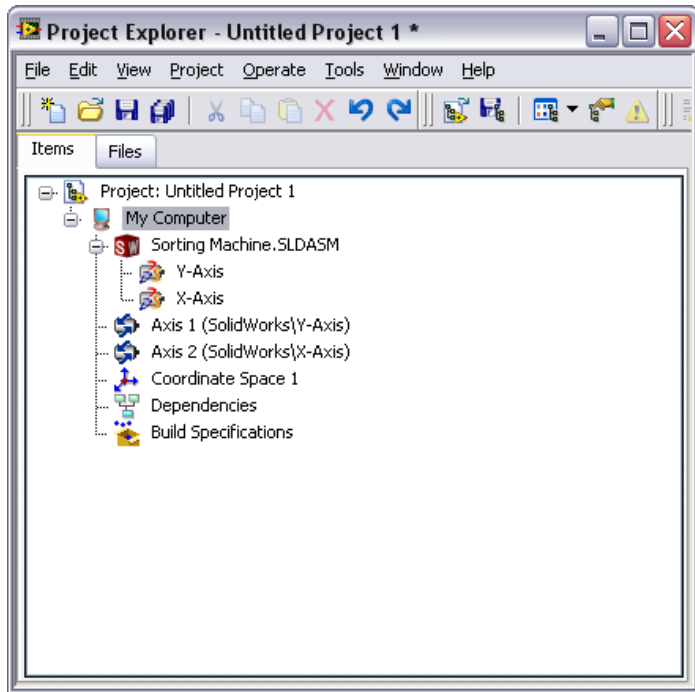 Project Explorer - Untitled Project 1 *
File Edit View Project Operate Tools Window Help
Items Files
Project: Untitled Project 1
My Computer
SW Sorting Machine.SLDASM
Y-Axis
X-Axis
Axis 1 (SolidWorks\Y-Axis)
Axis 2 (SolidWorks\X-Axis)
Coordinate Space 1
Dependencies
Build Specifications